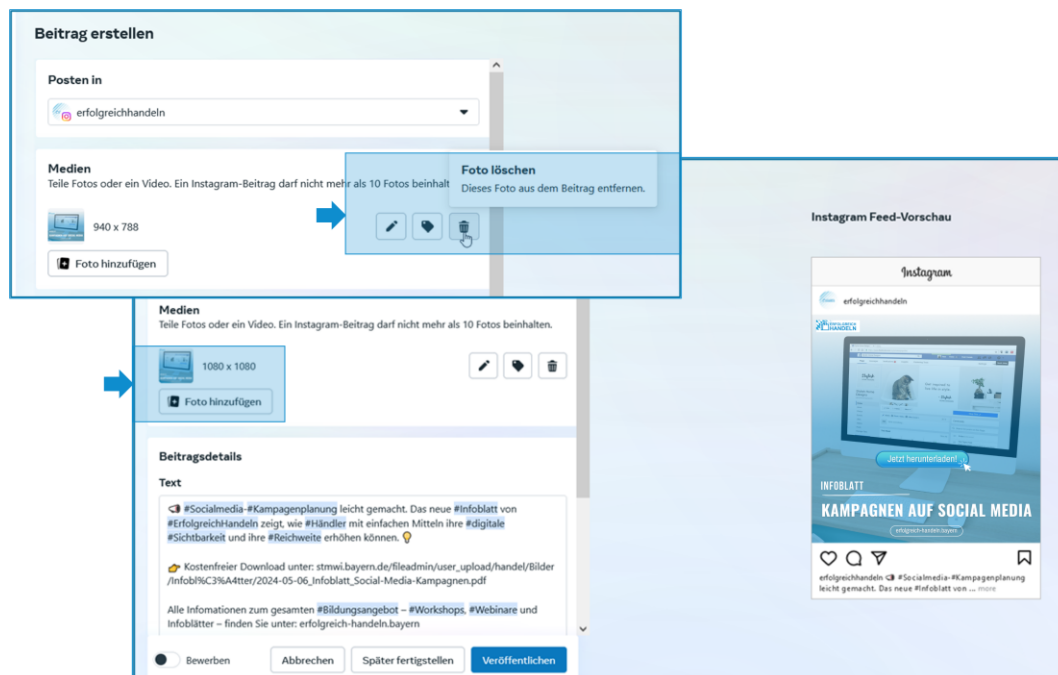 Beitrag erstellen
Posten in
erfolgreichhandeln
Medien
Teile Fotos oder ein Video. Ein Instagram-Beitrag darf nicht mehr als 10 Fotos beinhalt
Foto löschen
Dieses Foto aus dem Beitrag entfernen.
940 x 788
Foto hinzufügen
Medien
Teile Fotos oder ein Video. Ein Instagram-Beitrag darf nicht mehr als 10 Fotos beinhalten.
1080 x 1080
Foto hinzufügen
Beitragsdetails
Text
#Socialmedia-#Kampagenplanung leicht gemacht. Das neue #Infoblatt von
#ErfolgreichHandeln zeigt, wie #Händler mit einfachen Mitteln ihre #digitale
#Sichtbarkeit und ihre #Reichweite erhöhen können. 💡
👉 Kostenfreier Download unter: stmwi.bayern.de/fileadmin/user_upload/handel/Bilder
/Infobl%C3%A4tter/2024-05-06_Infoblatt_Social-Media-Kampagnen.pdf
Alle Infomationen zum gesamten #Bildungsangebot – #Workshops, #Webinare und
Infoblätter – finden Sie unter: erfolgreich-handeln.bayern
Bewerben
Abbrechen
Später fertigstellen
Veröffentlichen
Instagram Feed-Vorschau
Instagram
erfolgreichhandeln
HANDELN
Jetzt herunterladen!
INFOBLATT
KAMPAGNEN AUF SOCIAL MEDIA
erfolgreich-handeln.bayern
erfolgreichhandeln #Socialmedia-#Kampagenplanung
leicht gemacht. Das neue #Infoblatt von ... more